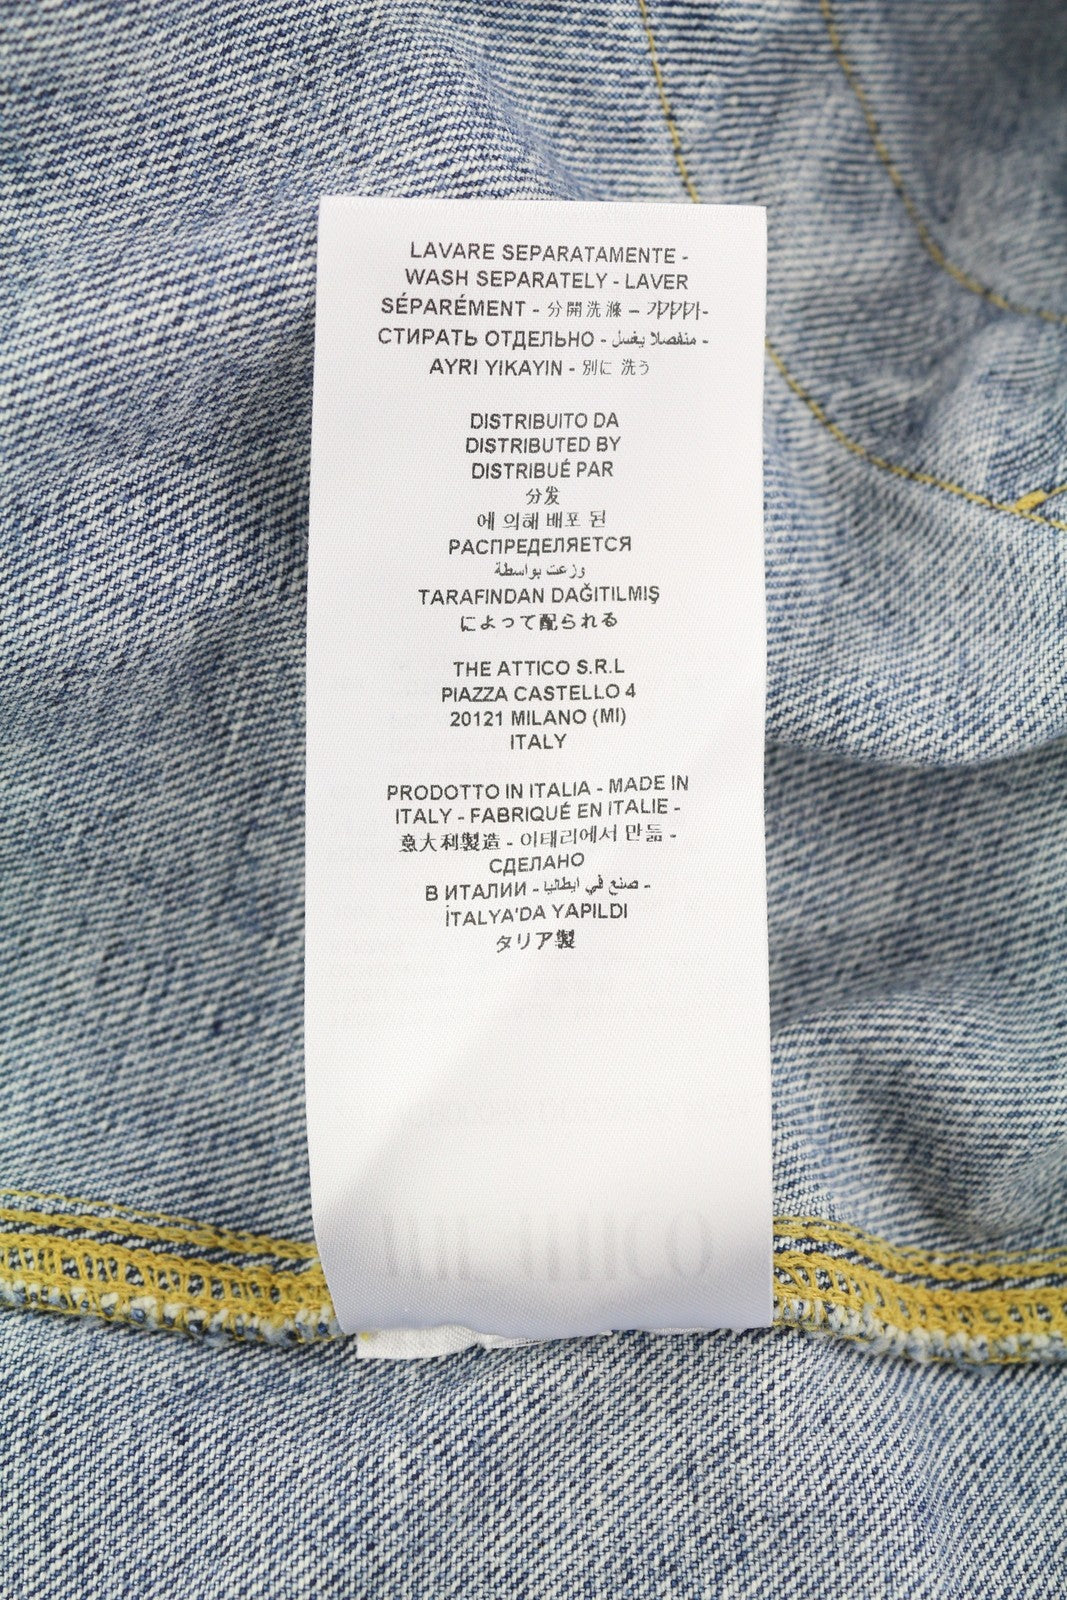 LAVARE SEPARATAMENTE -
WASH SEPARATELY - LAVER
SÉPARÉMENT - 分開洗滌 –
СТИРАТЬ ОТДЕЛЬНО - منفصلا يغسل -
AYRI YIKAYIN - 別に 洗う
DISTRIBUITO DA
DISTRIBUTED BY
DISTRIBUÉ PAR
分发
에 의해 배포 된
РАСПРЕДЕЛЯЕТСЯ
وزعت بواسطة
TARAFINDAN DAĞITILMIŞ
によって配られる
THE ATTICO S.R.L
PIAZZA CASTELLO 4
20121 MILANO (MI)
ITALY
PRODOTTO IN ITALIA - MADE IN
ITALY - FABRIQUÉ EN ITALIE -
意大利製造 - 이태리에서 만듦 -
СДЕЛАНО
В ИТАЛИИ - صنع في ايطاليا -
İTALYA'DA YAPILDI
タリア製